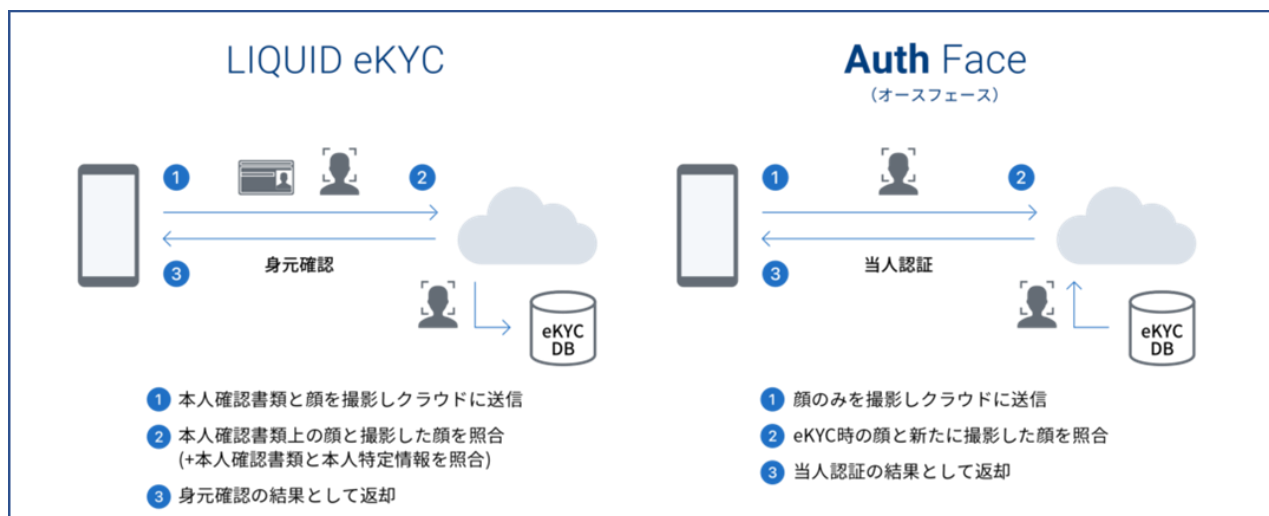 LIQUID eKYC
1
2
3
身元確認
eKYC
DB
1 本人確認書類と顔を撮影しクラウドに送信
2 本人確認書類上の顔と撮影した顔を照合
(+本人確認書類と本人特定情報を照合)
3 身元確認の結果として返却
Auth Face
（オースフェース）
1
2
3
当人認証
eKYC
DB
1 顔のみを撮影しクラウドに送信
2 eKYC時の顔と新たに撮影した顔を照合
3 当人認証の結果として返却